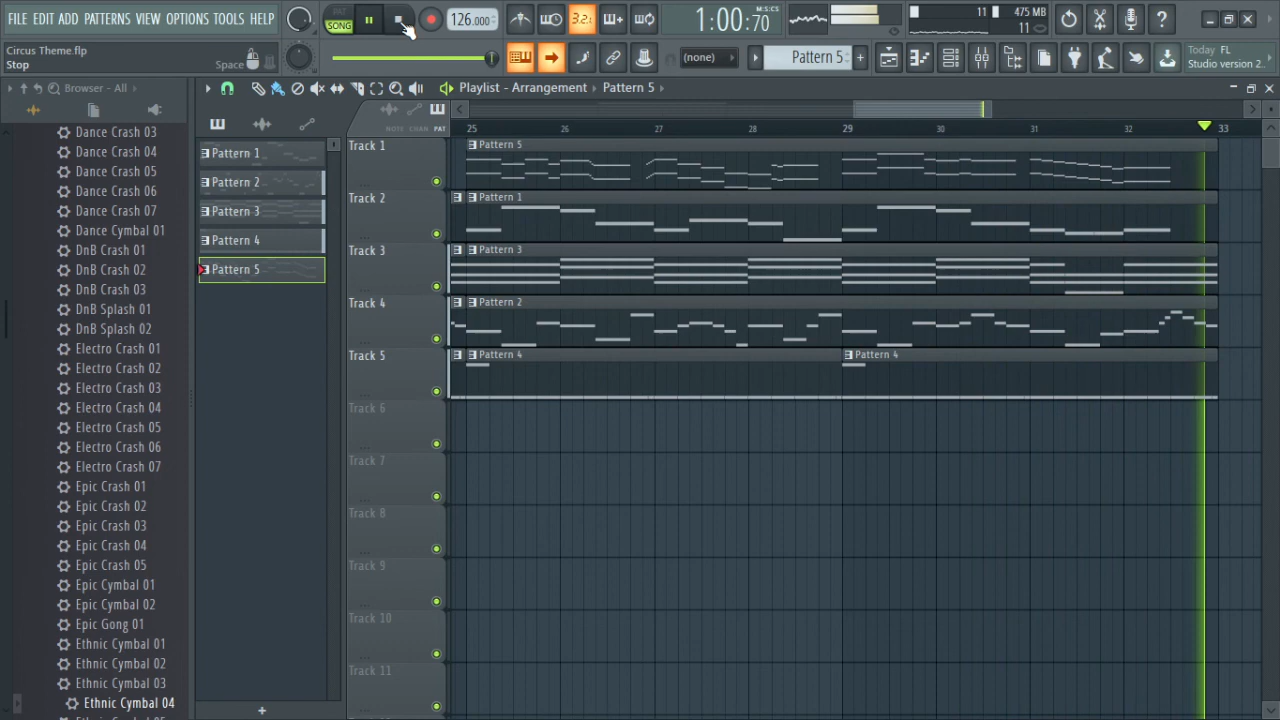 FILE EDIT ADD PATTERNS VIEW OPTIONS TOOLS HELP
PAT
SONG
126.000
3.2.
1:00:70
M:S:CS
11
475 MB
11
Circus Theme.flp
Stop
Space
(none)
Pattern 5
Today FL
Studio version 2..
Browser - All
Playlist - Arrangement
Pattern 5
NOTE CHAN PAT
25 26 27 28 29 30 31 32 33
Dance Crash 03
Dance Crash 04
Dance Crash 05
Dance Crash 06
Dance Crash 07
Dance Cymbal 01
DnB Crash 01
DnB Crash 02
DnB Crash 03
DnB Splash 01
DnB Splash 02
Electro Crash 01
Electro Crash 02
Electro Crash 03
Electro Crash 04
Electro Crash 05
Electro Crash 06
Electro Crash 07
Epic Crash 01
Epic Crash 02
Epic Crash 03
Epic Crash 04
Epic Crash 05
Epic Cymbal 01
Epic Cymbal 02
Epic Gong 01
Ethnic Cymbal 01
Ethnic Cymbal 02
Ethnic Cymbal 03
Ethnic Cymbal 04
Pattern 1
Pattern 2
Pattern 3
Pattern 4
Pattern 5
Track 1
Pattern 5
Track 2
Pattern 1
Track 3
Pattern 3
Track 4
Pattern 2
Track 5
Pattern 4
Pattern 4
Track 6
Track 7
Track 8
Track 9
Track 10
Track 11